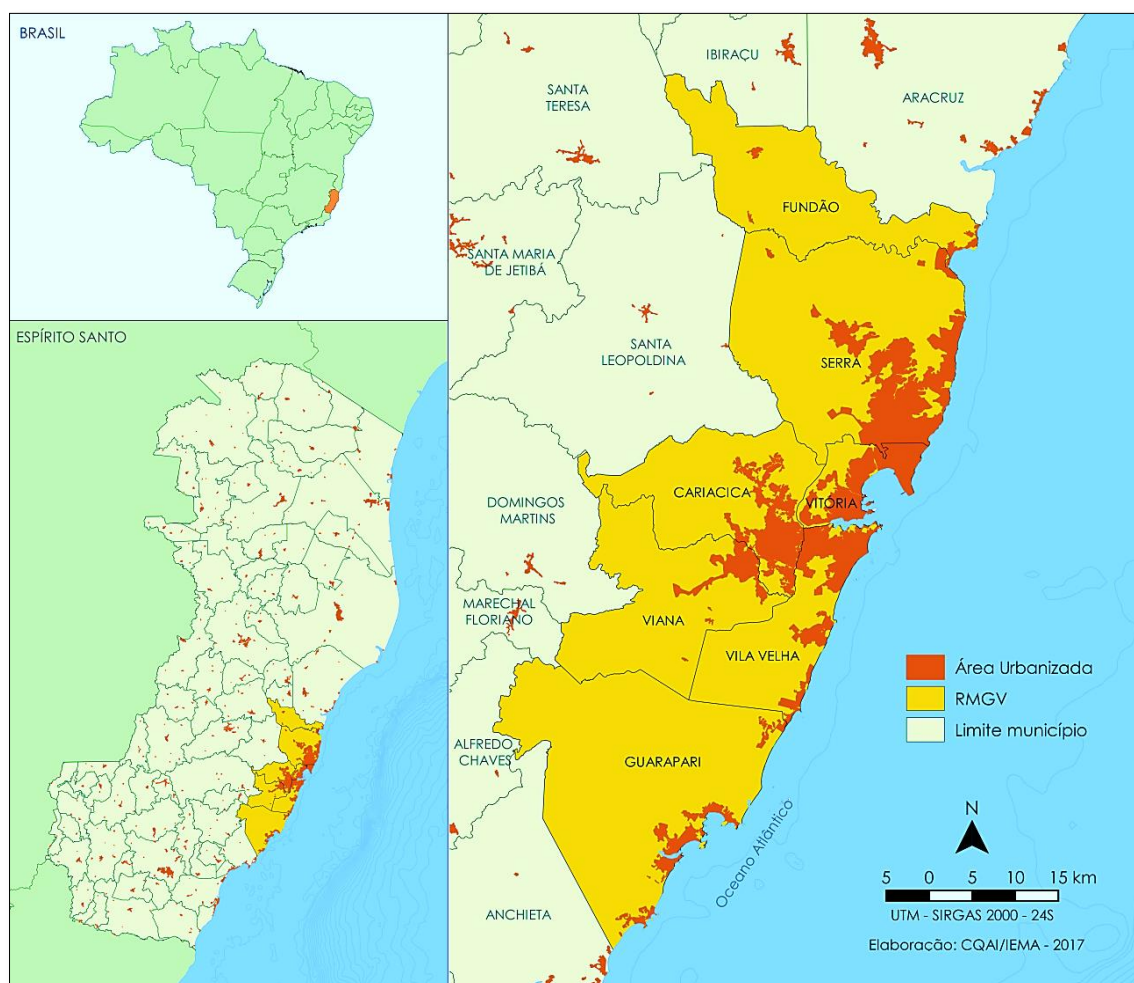 BRASIL
ESPÍRITO SANTO
IBIRAÇU
SANTA
TERESA
ARACRUZ
FUNDÃO
SANTA MARIA
DE JETIBÁ
SANTA
LEOPOLDINA
SERRA
CARIACICA
VITÓRIA
DOMINGOS
MARTINS
MARECHAL
FLORIANO
VIANA
VILA VELHA
ALFREDO
CHAVES
GUARAPARI
ANCHIETA
Oceano Atlântico
Área Urbanizada
RMGV
Limite município
N
5 0 5 10 15 km
UTM - SIRGAS 2000 - 24S
Elaboração: CQAI/IEMA - 2017